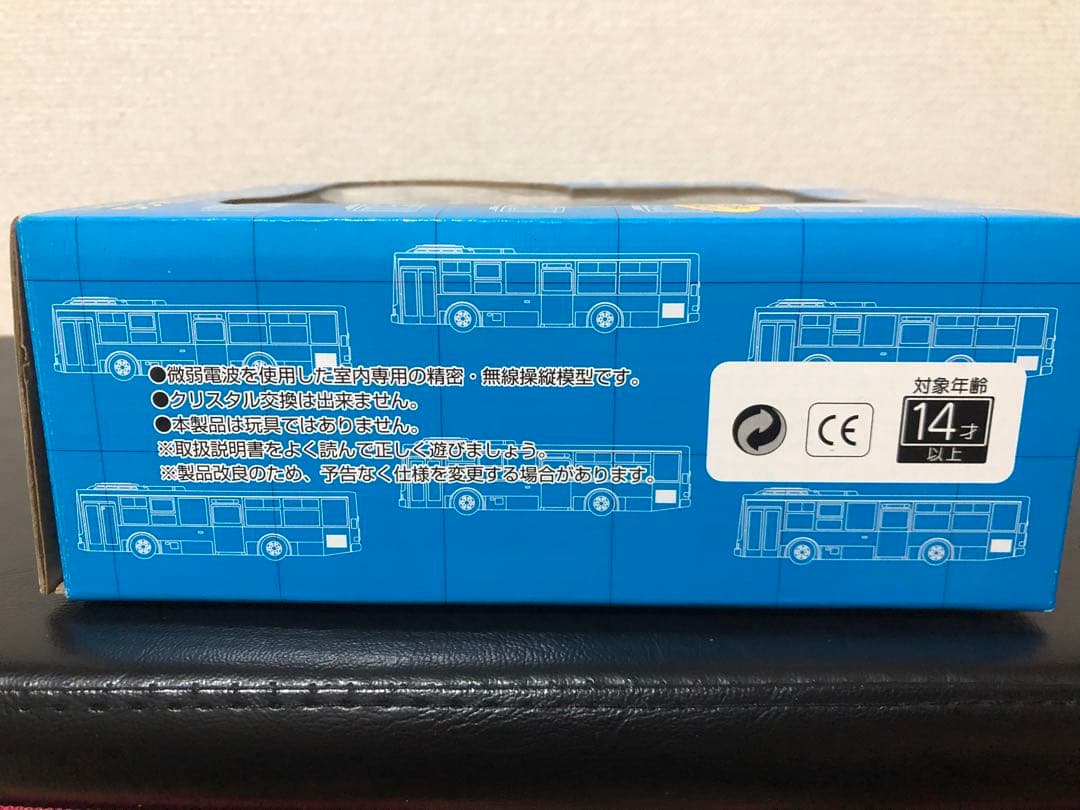 ●微弱電波を使用した室内専用の精密・無線操縦模型です。
●クリスタル交換は出来ません。
●本製品は玩具ではありません。
※取扱説明書をよく読んで正しく遊びましょう。
※製品改良のため、予告なく仕様を変更する場合があります。
CE
対象年齢
14才
以上